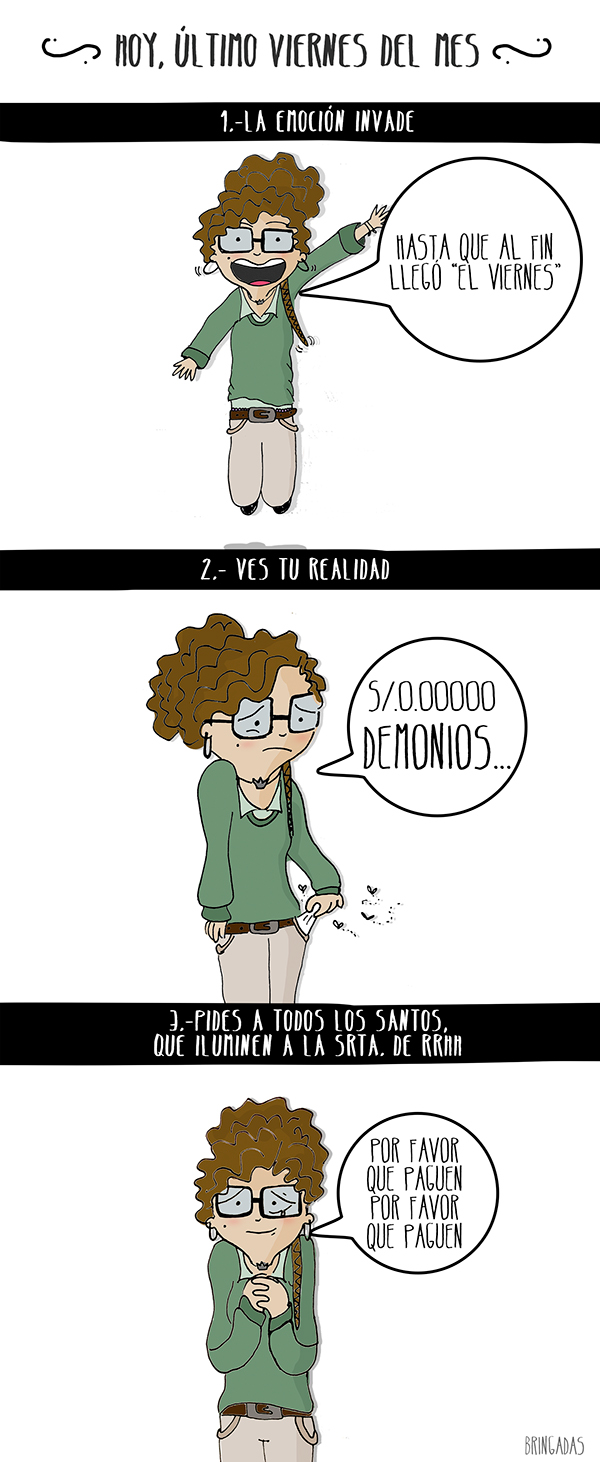 HOY, ÚLTIMO VIERNES DEL MES
1.-LA EMOCIÓN INVADE
HASTA QUE AL FIN
LLEGÓ "EL VIERNES"
2.- VES TU REALIDAD
S/.0.00000
DEMONIOS...
3.-PIDES A TODOS LOS SANTOS,
QUE ILUMINEN A LA SRTA. DE RRHH
POR FAVOR
QUE PAGUEN
POR FAVOR
QUE PAGUEN
BRINGADAS